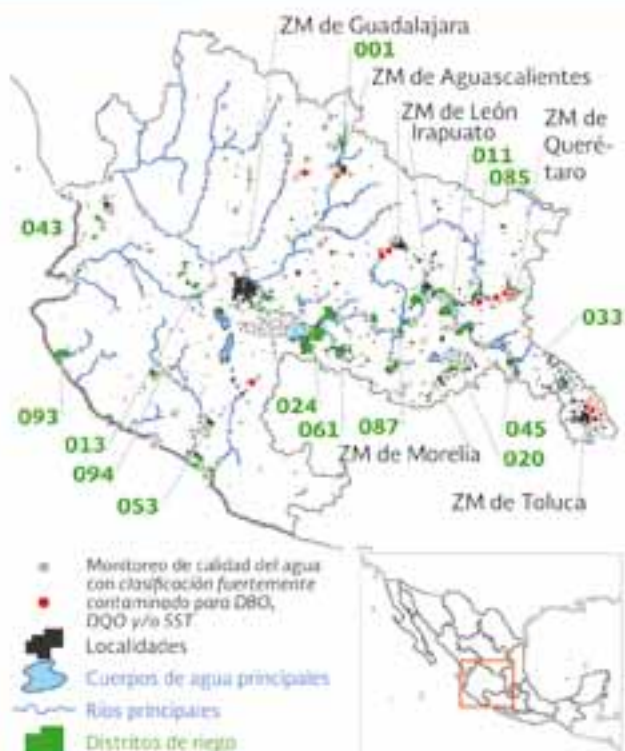 ZM de Guadalajara
001
ZM de Aguascalientes
ZM de León
Irapuato
ZM de
Queré-
taro
011
085
043
033
093
013
094
053
024
061
087
ZM de Morelia
045
020
ZM de Toluca
Monitoreo de calidad del agua
con clasificación fuertemente
contaminado para DBO,
DQO y/o SST
Localidades
Cuerpos de agua principales
Ríos principales
Distritos de riego